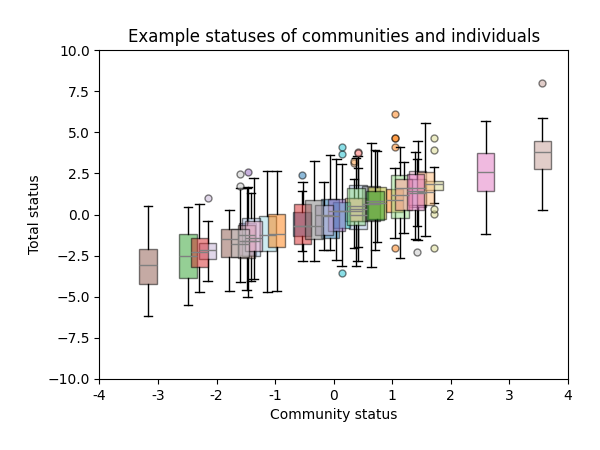 Example statuses of communities and individuals
Total status
10.0
7.5
5.0
2.5
0.0
−2.5
−5.0
−7.5
−10.0
-4 -3 -2 -1 0 1 2 3 4
Community status